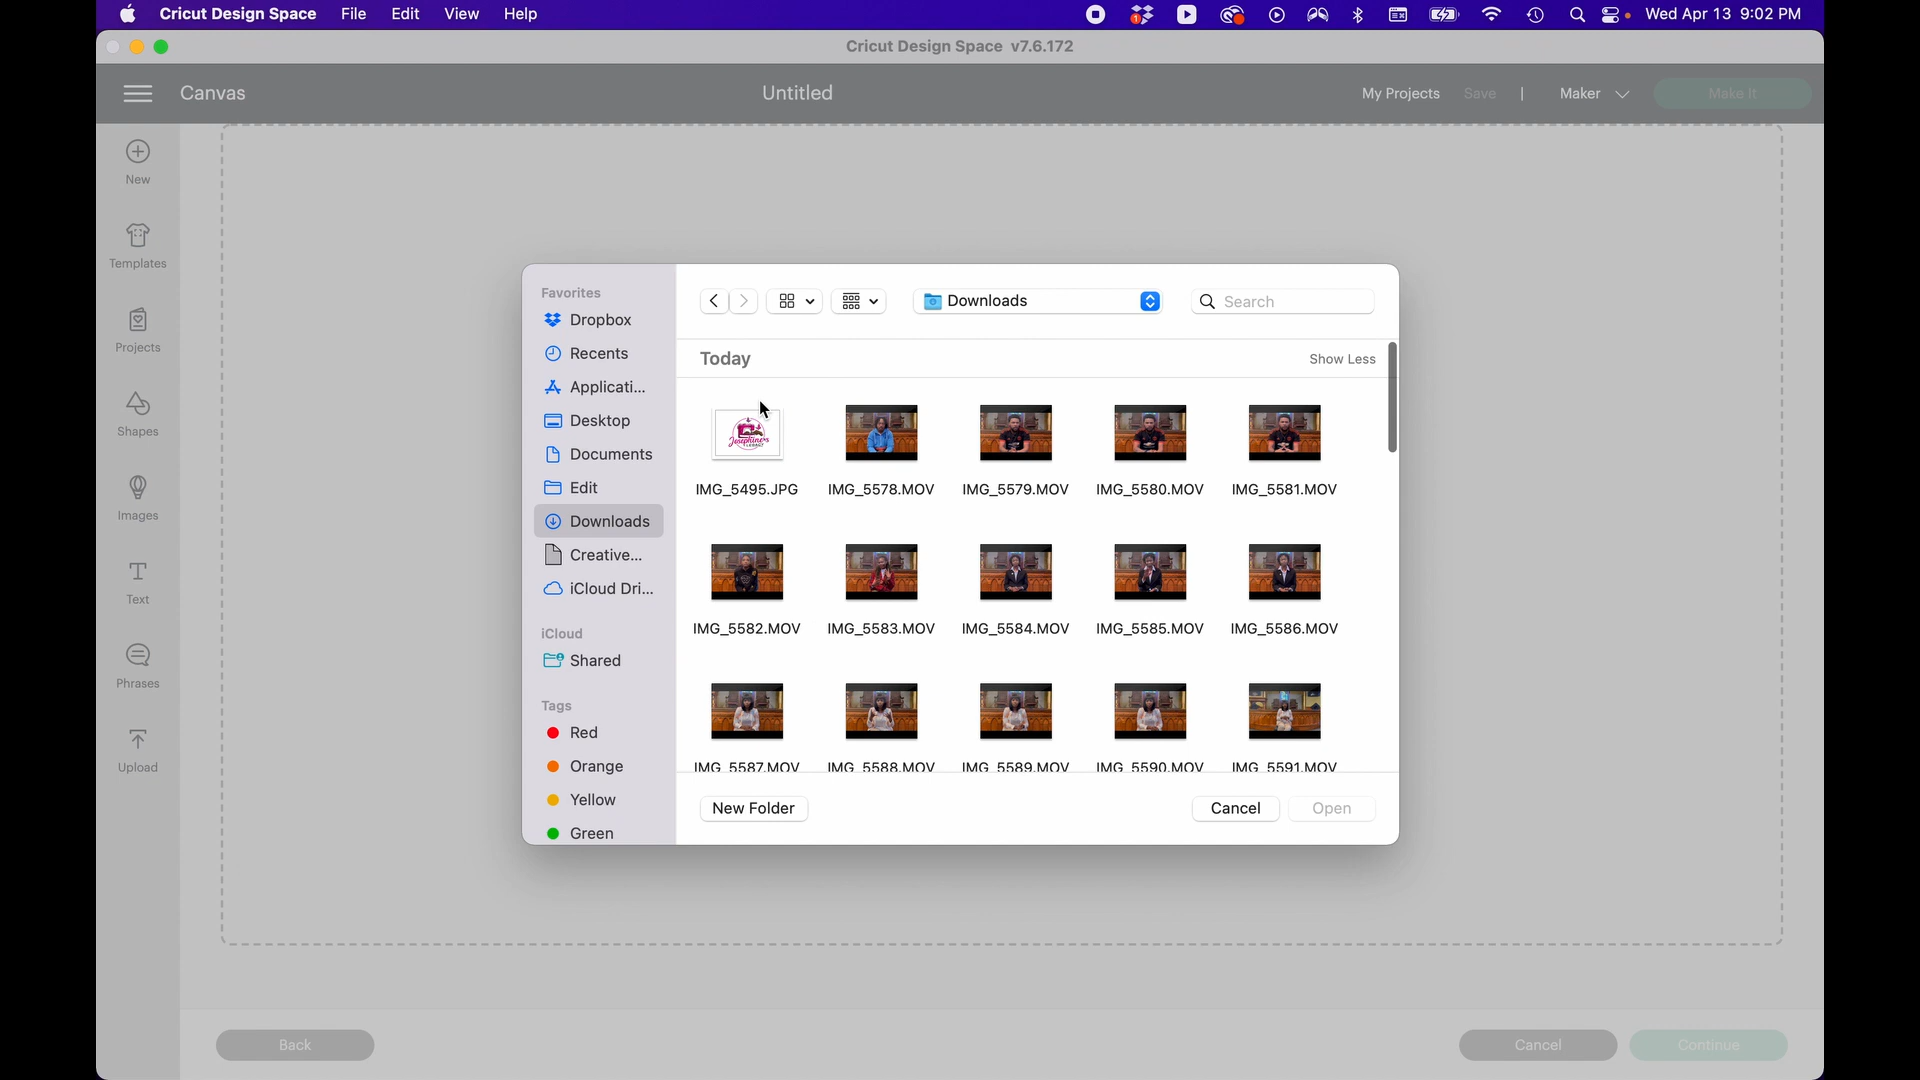 Cricut Design Space File Edit View Help
Wed Apr 13 9:02 PM
Cricut Design Space v7.6.172
Canvas
Untitled
My Projects Save | Maker Make It
New
Templates
Projects
Shapes
Images
Text
Phrases
Upload
Favorites
Dropbox
Recents
Applicati...
Desktop
Documents
Edit
Downloads
Creative...
iCloud Dri...
iCloud
Shared
Tags
Red
Orange
Yellow
Green
Downloads
Search
Today
Show Less
Josephine's
IMG_5495.JPG IMG_5578.MOV IMG_5579.MOV IMG_5580.MOV IMG_5581.MOV
IMG_5582.MOV IMG_5583.MOV IMG_5584.MOV IMG_5585.MOV IMG_5586.MOV
IMG_5587.MOV IMG_5588.MOV IMG_5589.MOV IMG_5590.MOV IMG_5591.MOV
New Folder
Cancel Open
Back
Cancel Continue